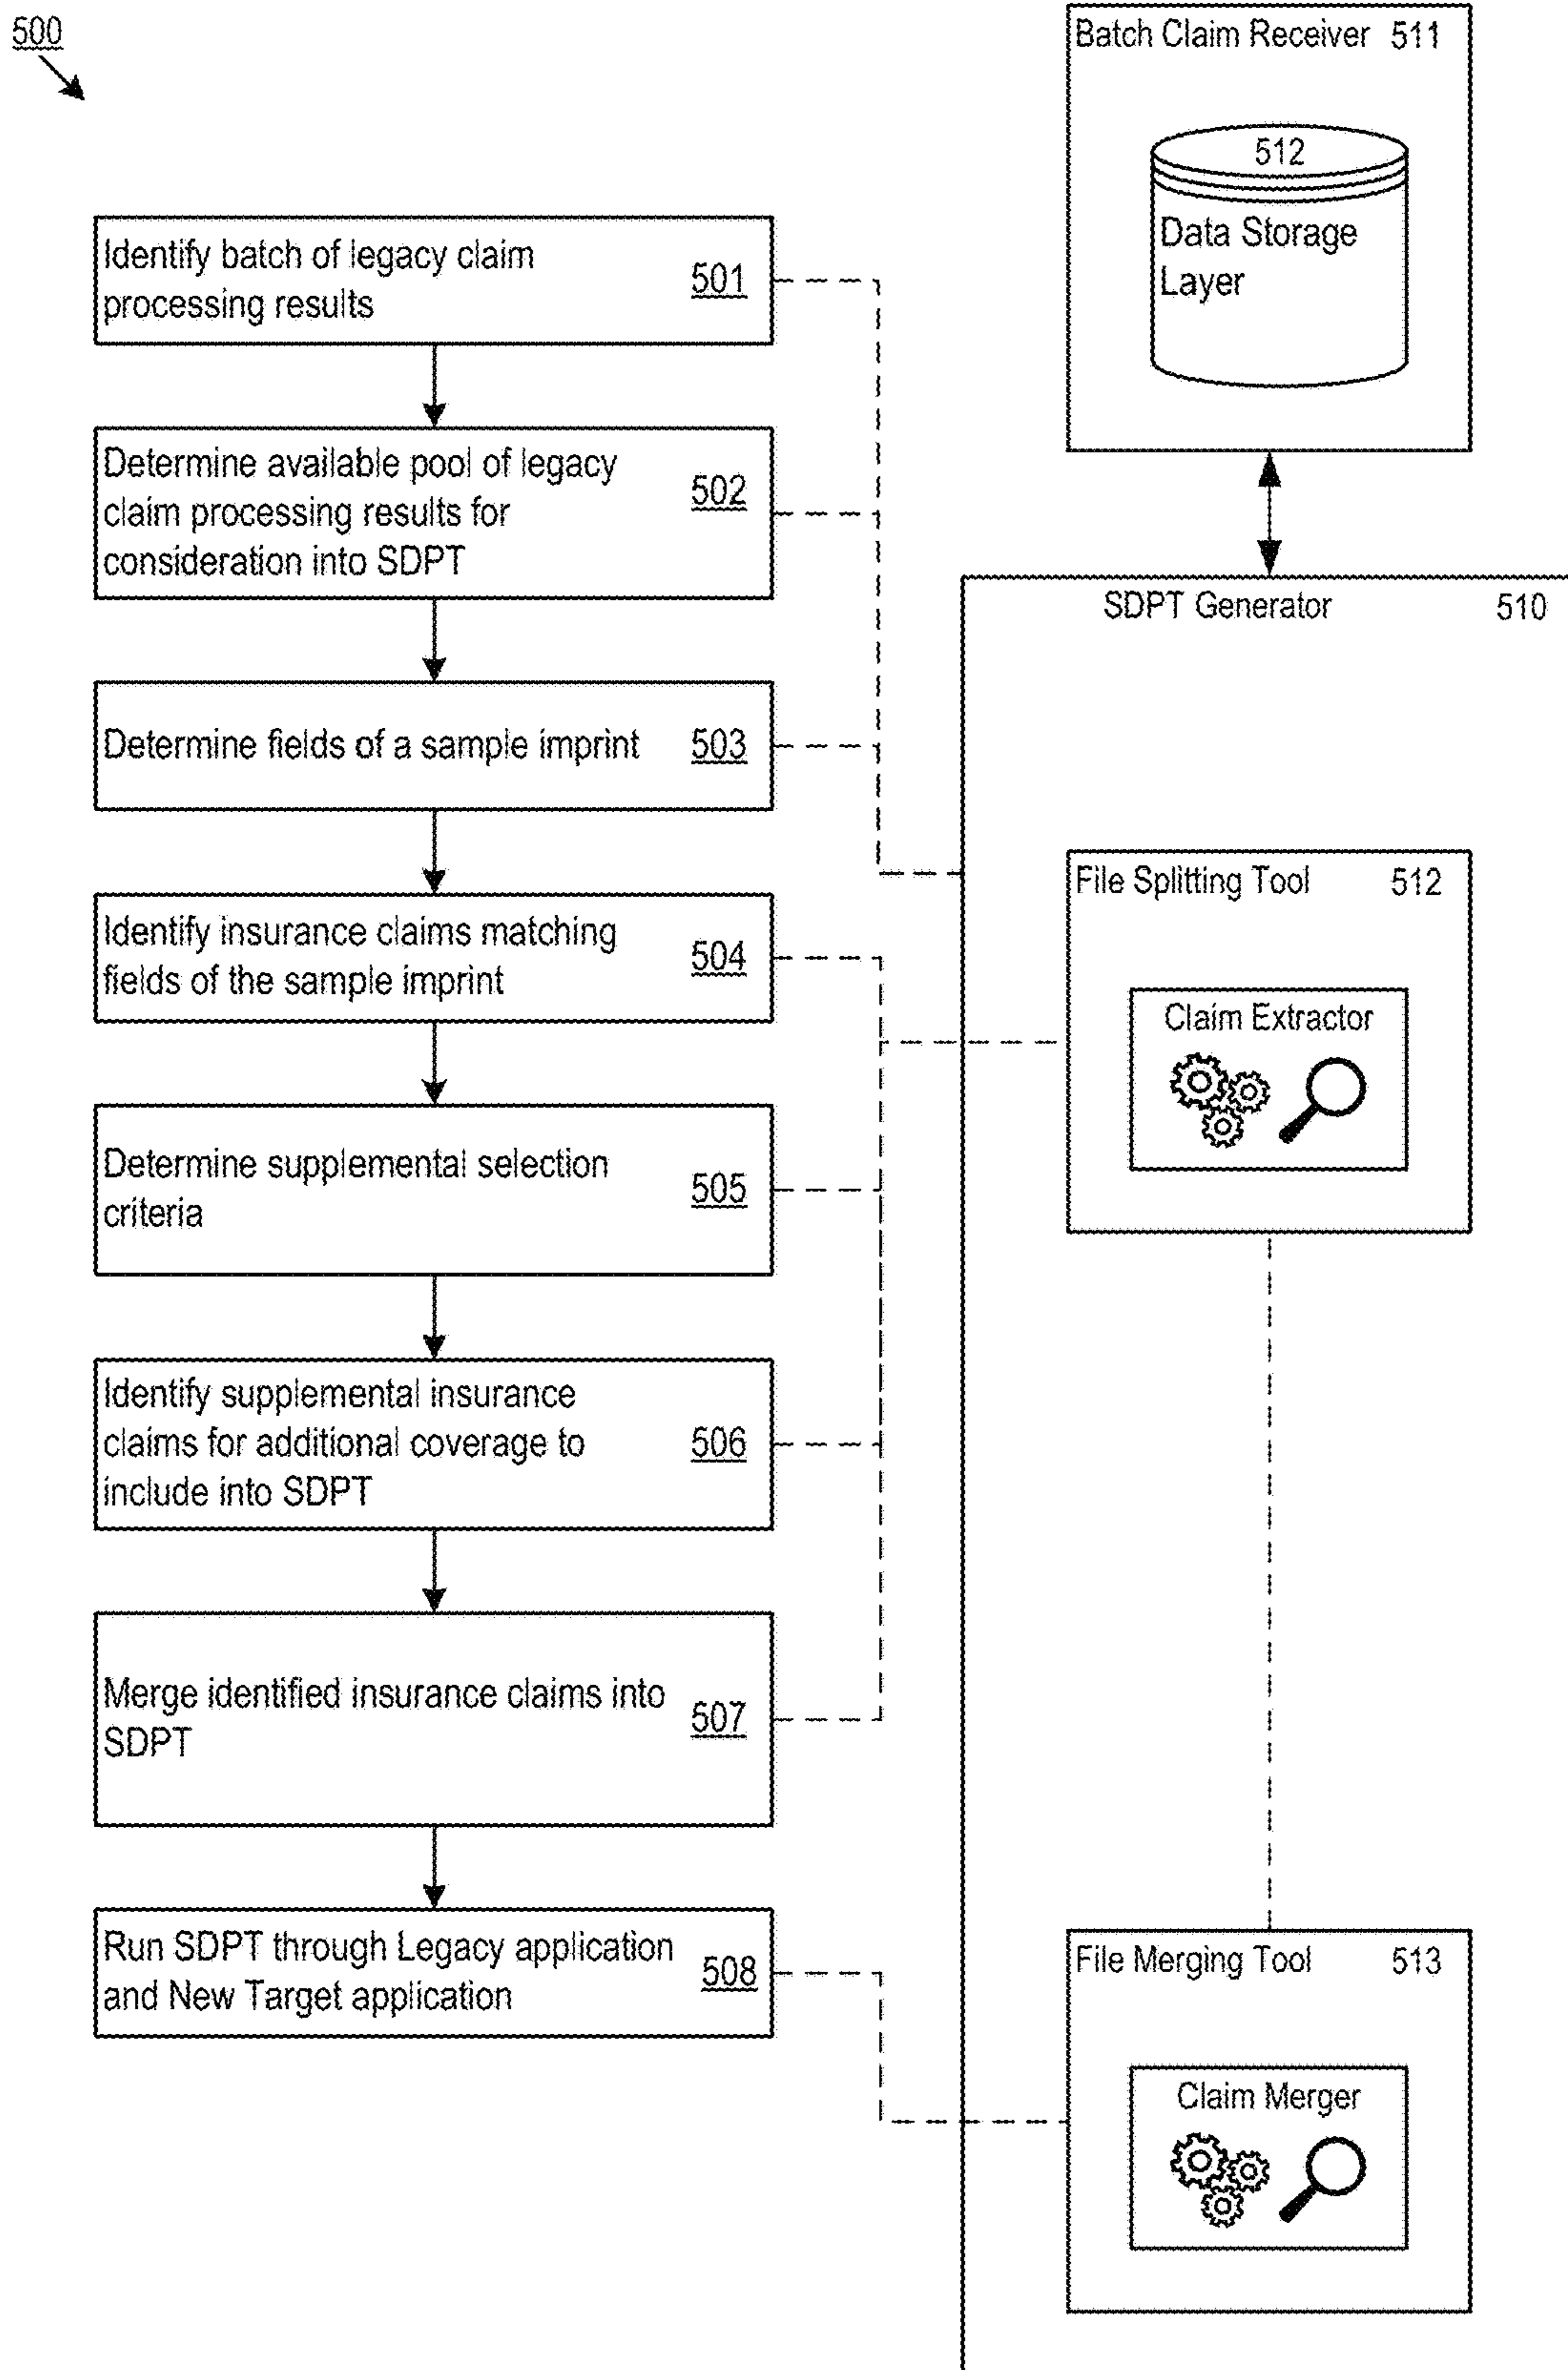 500
Identify batch of legacy claim
processing results
501
Determine available pool of legacy
claim processing results for
consideration into SDPT
502
Determine fields of a sample imprint
503
Identify insurance claims matching
fields of the sample imprint
504
Determine supplemental selection
criteria
505
Identify supplemental insurance
claims for additional coverage to
include into SDPT
506
Merge identified insurance claims into
SDPT
507
Run SDPT through Legacy application
and New Target application
508
Batch Claim Receiver 511
512
Data Storage
Layer
SDPT Generator 510
File Splitting Tool 512
Claim Extractor
File Merging Tool 513
Claim Merger